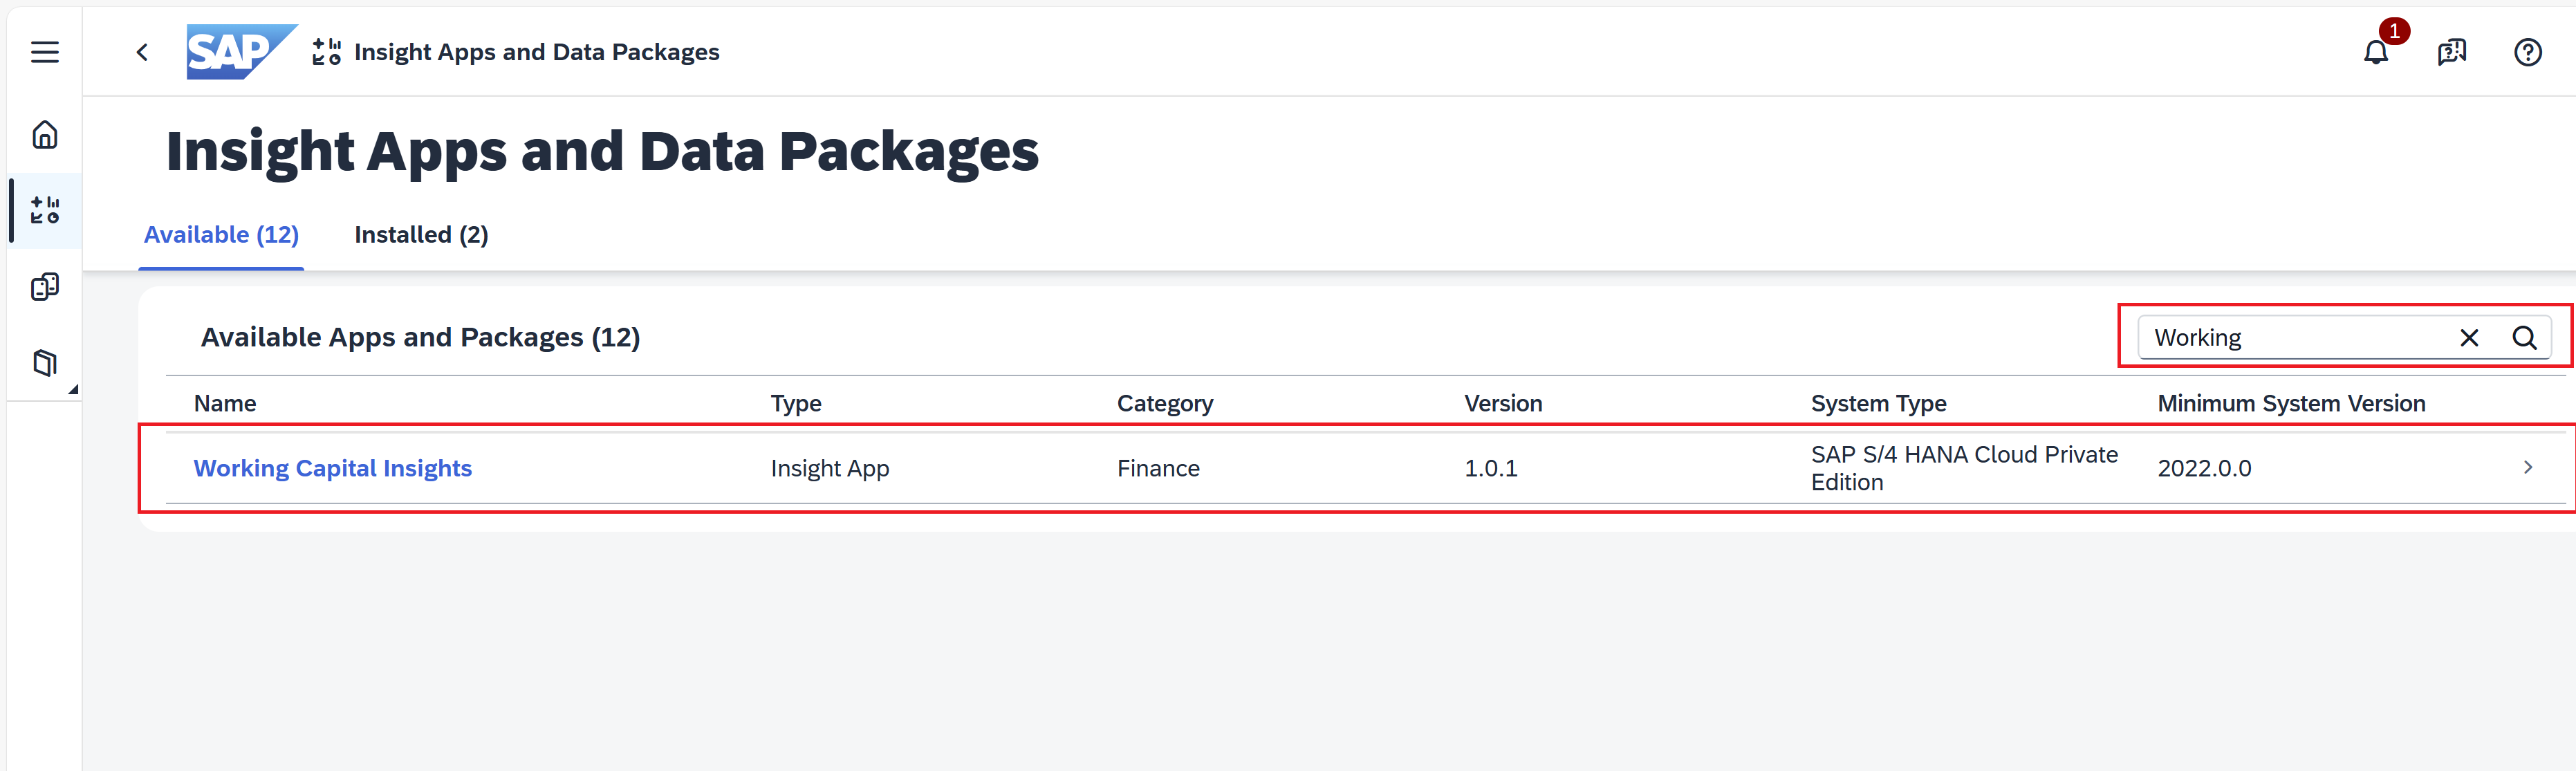 SAP
Insight Apps and Data Packages
1
Insight Apps and Data Packages
Available (12)
Installed (2)
Available Apps and Packages (12)
Working
Name Type Category Version System Type Minimum System Version
Working Capital Insights Insight App Finance 1.0.1 SAP S/4 HANA Cloud Private 2022.0.0
Edition